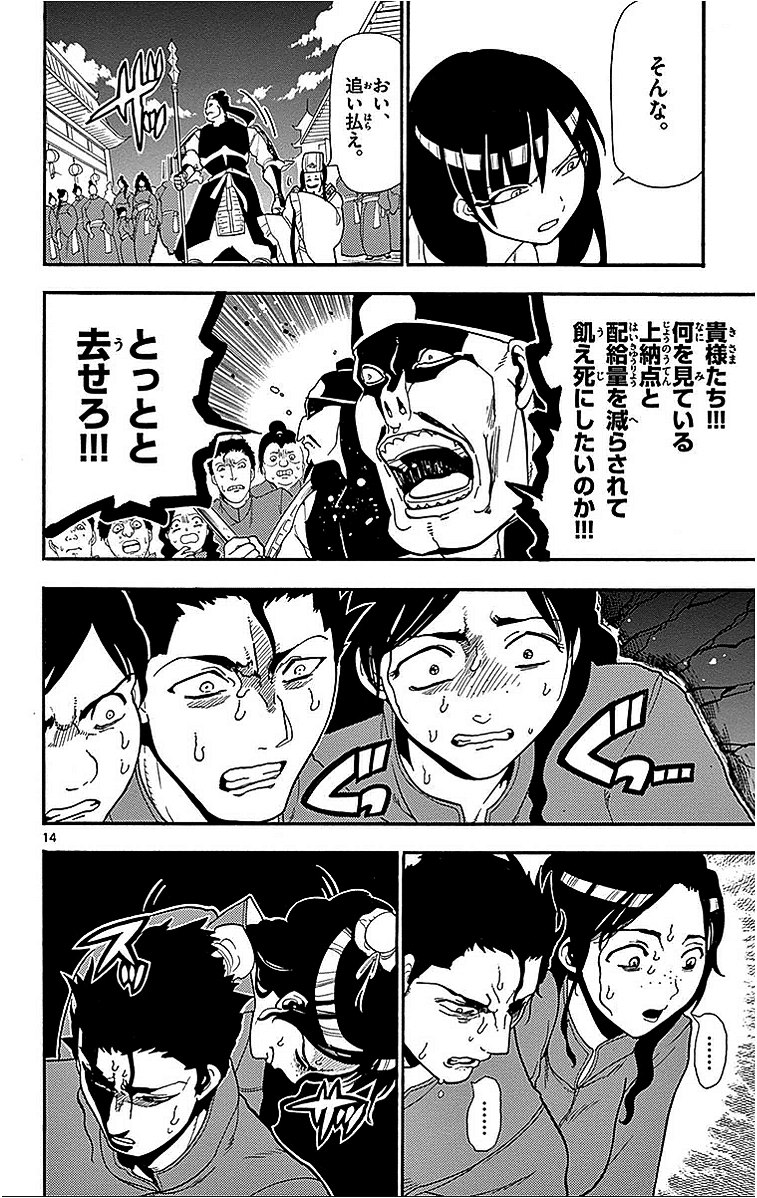 そんな。
おい、
追い払え。
ザッ
貴様たち!!!
何を見ている
上納点と
配給量を減らされて
飢え死にしたいのか!!!
とっとと
去せろ!!!
ぐっ
ぐっ
14
……
……
ザッ
スッ